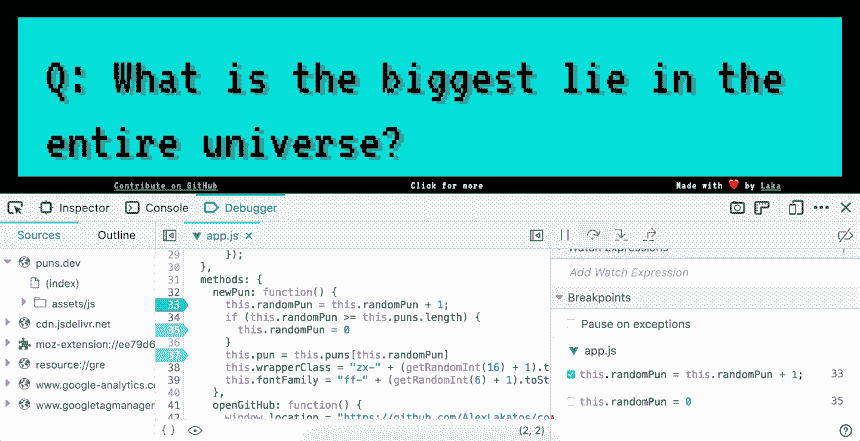 Q: What is the biggest lie in the
entire universe?
Contribute on GitHub
Click for more
Made with ❤️ by Laka
Inspector
Console
Debugger
Sources
Outline
puns.dev
(index)
assets/js
cdn.jsdelivr.net
moz-extension://ee79d6
resource://gre
www.google-analytics.co
www.googletagmanager
app.js ×
29 });
30 },
31 methods: {
32 newPun: function() {
33 this.randomPun = this.randomPun + 1;
34 if (this.randomPun >= this.puns.length) {
35 this.randomPun = 0
36 }
37 this.pun = this.puns[this.randomPun]
38 this.wrapperClass = "zx-" + (getRandomInt(16) + 1).t
39 this.fontFamily = "ff-" + (getRandomInt(6) + 1).toSt
40 },
41 openGitHub: function() {
42 window.location = "https://github.com/AlexLakatos/co
{ }
(2, 2)
Watch Expressions
Add Watch Expression
Breakpoints
Pause on exceptions
app.js
this.randomPun = this.randomPun + 1; 33
this.randomPun = 0 35